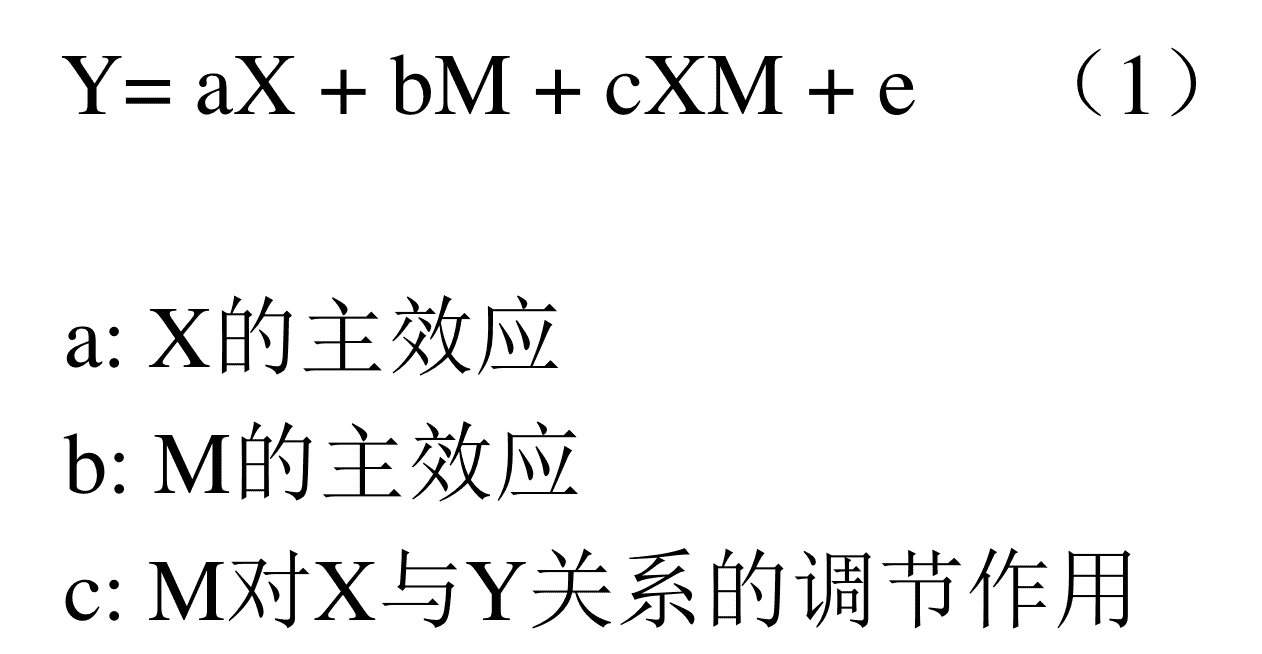 Y= aX + bM + cXM + e （1）
a: X的主效应
b: M的主效应
c: M对X与Y关系的调节作用